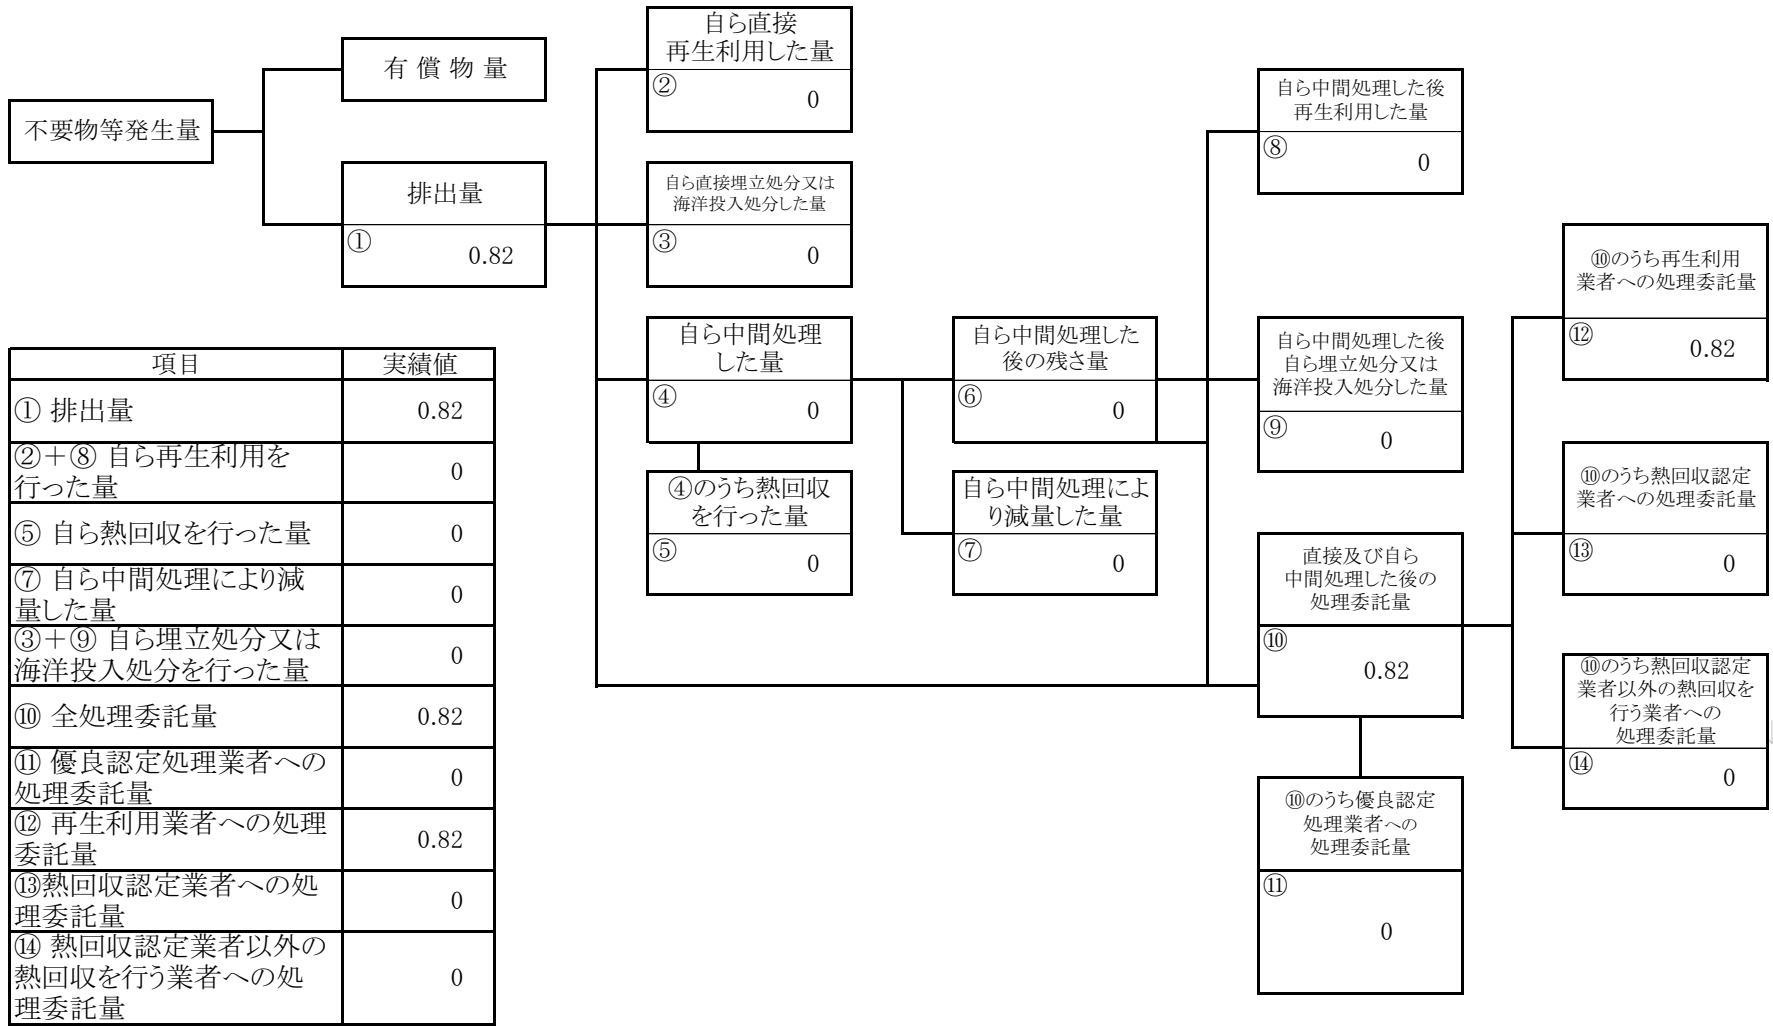 不要物等発生量
有 償 物 量
排出量
①
0.82
自ら直接
再生利用した量
②
0
自ら直接埋立処分又は
海洋投入処分した量
③
0
自ら中間処理
した量
④
0
④のうち熱回収
を行った量
⑤
0
自ら中間処理した
後の残さ量
⑥
0
自ら中間処理によ
り減量した量
⑦
0
自ら中間処理した後
再生利用した量
⑧
0
自ら中間処理した後
自ら埋立処分又は
海洋投入処分した量
⑨
0
直接及び自ら
中間処理した後の
処理委託量
⑩
0.82
⑩のうち優良認定
処理業者への
処理委託量
⑪
0
⑩のうち再生利用
業者への処理委託量
⑫
0.82
⑩のうち熱回収認定
業者への処理委託量
⑬
0
⑩のうち熱回収認定
業者以外の熱回収を
行う業者への
処理委託量
⑭
0
項目 実績値
① 排出量 0.82
②＋⑧ 自ら再生利用を
行った量 0
⑤ 自ら熱回収を行った量 0
⑦ 自ら中間処理により減
量した量 0
③＋⑨ 自ら埋立処分又は
海洋投入処分を行った量 0
⑩ 全処理委託量 0.82
⑪ 優良認定処理業者への
処理委託量 0
⑫ 再生利用業者への処理
委託量 0.82
⑬熱回収認定業者への処
理委託量 0
⑭ 熱回収認定業者以外の
熱回収を行う業者への処
理委託量 0